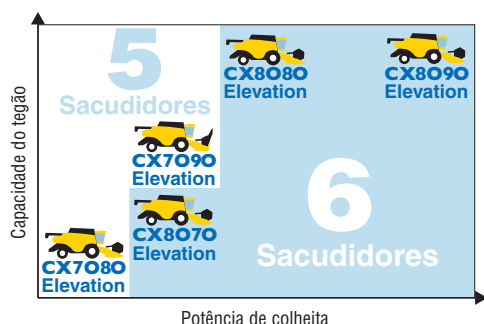 Capacidade do tegão
5
Sacudidores
CX8080
Elevation
CX8090
Elevation
CX7090
Elevation
CX8070
Elevation
6
Sacudidores
CX7080
Elevation
Potência de colheita